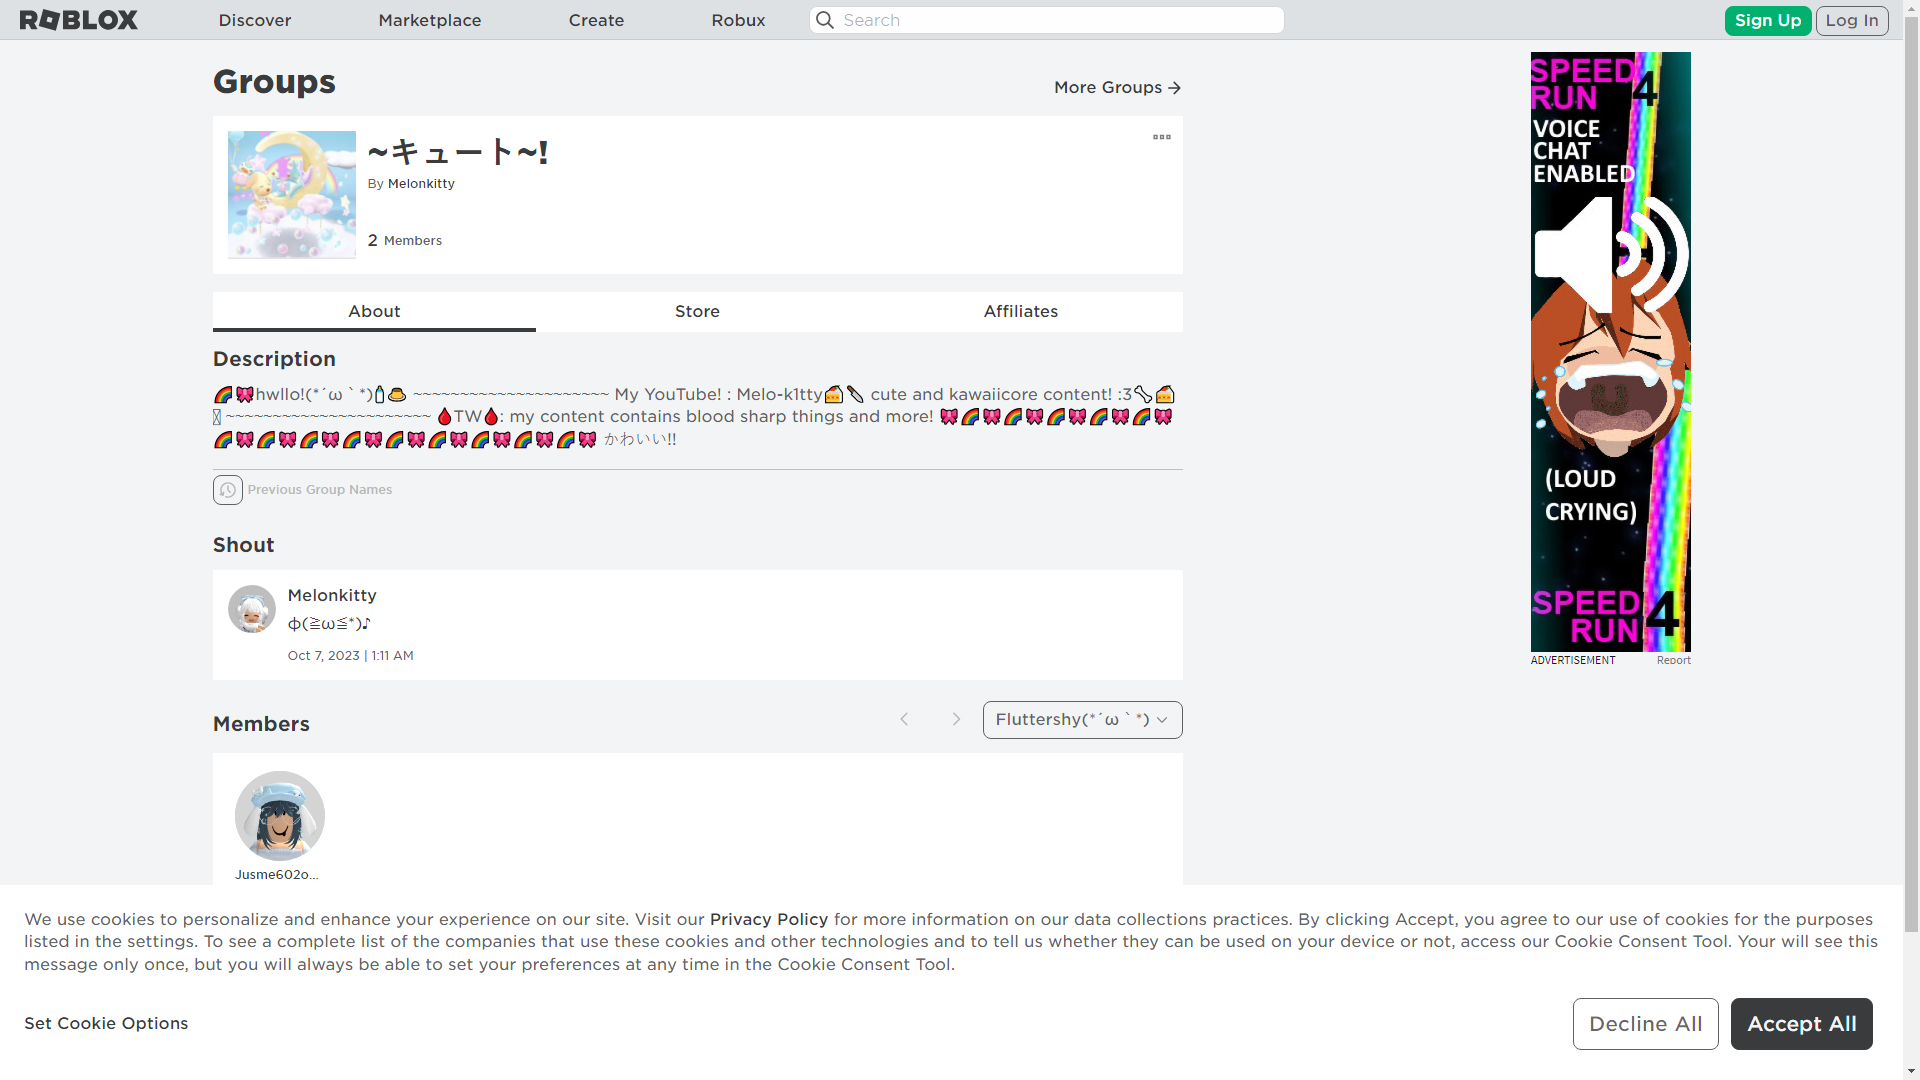 ROBLOX Discover Marketplace Create Robux Search Sign Up Log In
Groups
More Groups →
~キュート~!
By Melonkitty
2 Members
About Store Affiliates
Description
🌈🎀hwllo!(*´ω｀*)🍼🍮 ~~~~~~~~~~~~~~~~~~~~~ My YouTube! : Melo-k1tty🍰🔪 cute and kawaiicore content! :3🦴🍰
~~~~~~~~~~~~~~~~~~~~~~ 🩸TW🩸: my content contains blood sharp things and more! 🎀🌈🎀🌈🎀🌈🎀🌈🎀🌈🎀
🌈🎀🌈🎀🌈🎀🌈🎀🌈🎀🌈🎀🌈🎀🌈🎀🌈🎀 かわいい!!
Previous Group Names
Shout
Melonkitty
φ(≧ω≦*)♪
Oct 7, 2023 | 1:11 AM
Members
Fluttershy(*´ω｀*)
Jusme602o...
SPEED
RUN 4
VOICE
CHAT
ENABLED
(LOUD
CRYING)
SPEED
RUN 4
ADVERTISEMENT Report
We use cookies to personalize and enhance your experience on our site. Visit our Privacy Policy for more information on our data collections practices. By clicking Accept, you agree to our use of cookies for the purposes
listed in the settings. To see a complete list of the companies that use these cookies and other technologies and to tell us whether they can be used on your device or not, access our Cookie Consent Tool. Your will see this
message only once, but you will always be able to set your preferences at any time in the Cookie Consent Tool.
Set Cookie Options
Decline All
Accept All